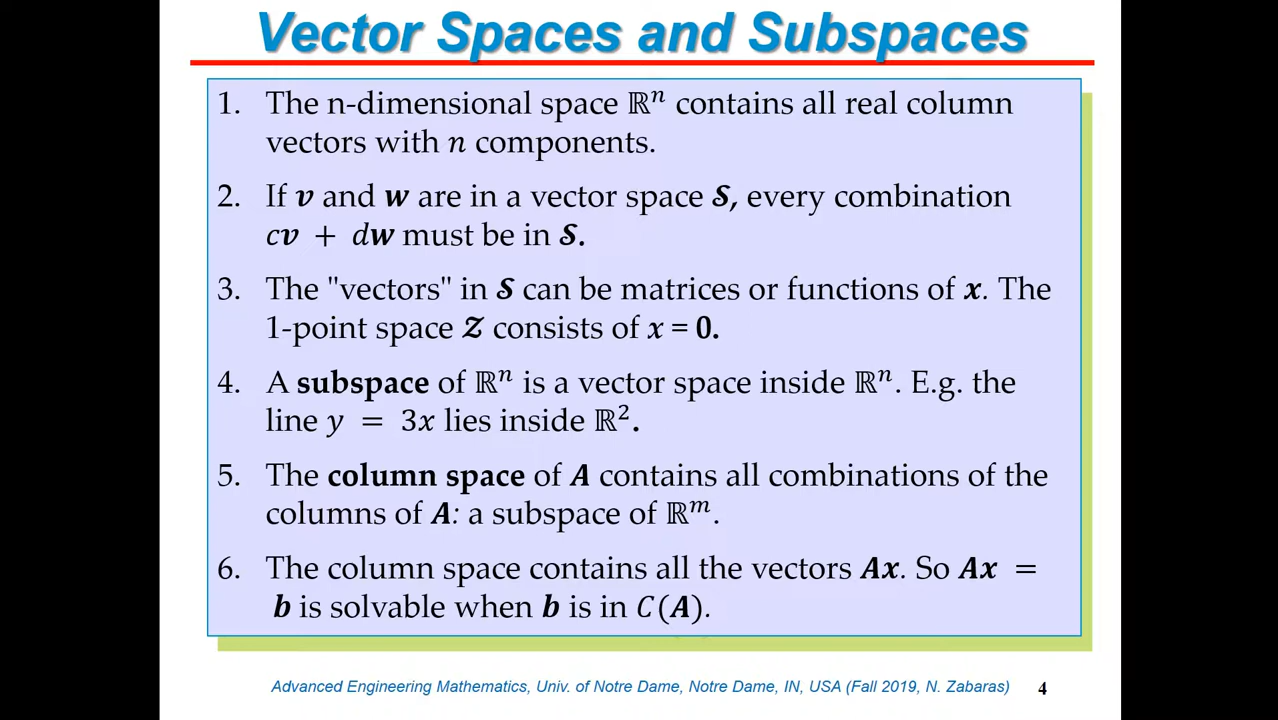 Vector Spaces and Subspaces
1. The n-dimensional space ℝⁿ contains all real column
vectors with n components.
2. If v and w are in a vector space 𝓢, every combination
cv + dw must be in 𝓢.
3. The "vectors" in 𝓢 can be matrices or functions of x. The
1-point space 𝓩 consists of x = 0.
4. A subspace of ℝⁿ is a vector space inside ℝⁿ. E.g. the
line y = 3x lies inside ℝ².
5. The column space of A contains all combinations of the
columns of A: a subspace of ℝᵐ.
6. The column space contains all the vectors Ax. So Ax =
b is solvable when b is in C(A).
Advanced Engineering Mathematics, Univ. of Notre Dame, Notre Dame, IN, USA (Fall 2019, N. Zabaras) 4